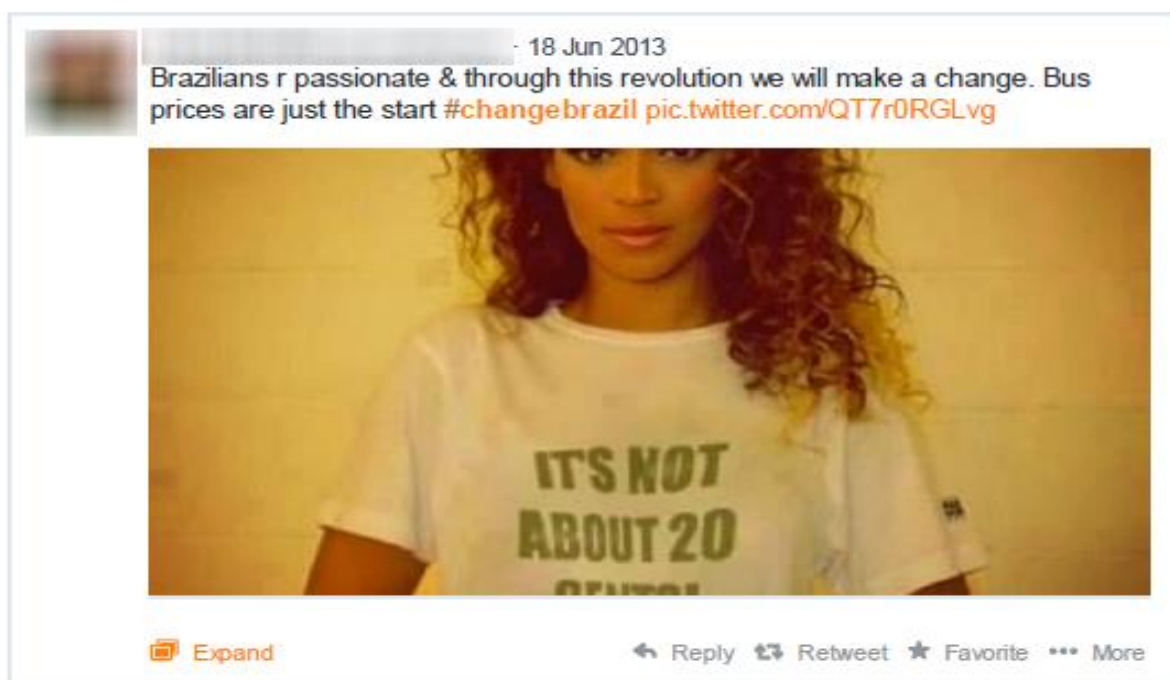 · 18 Jun 2013
Brazilians r passionate & through this revolution we will make a change. Bus
prices are just the start #changebrazil pic.twitter.com/QT7r0RGLvg
IT'S NOT
ABOUT 20
Expand
Reply Retweet Favorite More